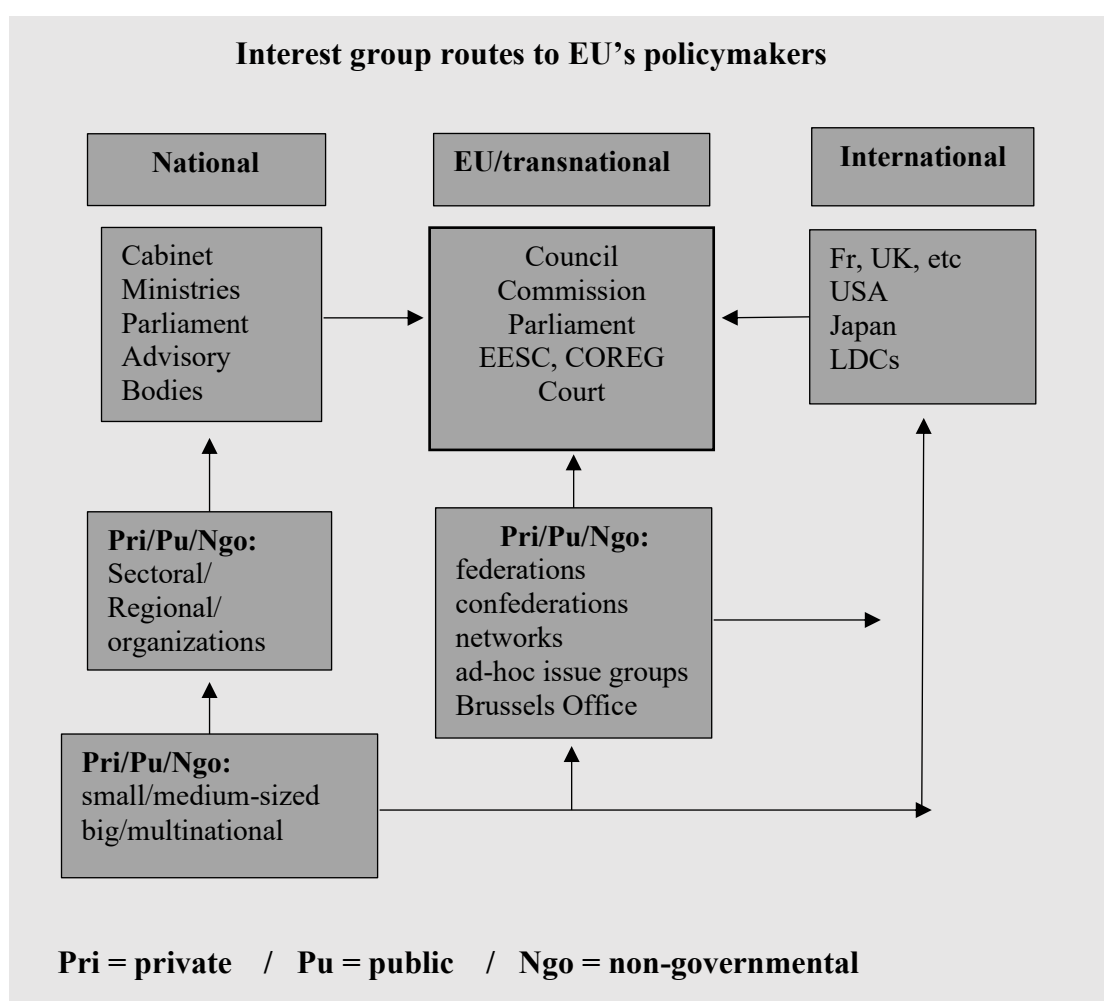 Interest group routes to EU's policymakers
National
EU/transnational
International
Cabinet
Ministries
Parliament
Advisory
Bodies
Council
Commission
Parliament
EESC, COREG
Court
Fr, UK, etc
USA
Japan
LDCs
Pri/Pu/Ngo:
Sectoral/
Regional/
organizations
Pri/Pu/Ngo:
federations
confederations
networks
ad-hoc issue groups
Brussels Office
Pri/Pu/Ngo:
small/medium-sized
big/multinational
Pri = private / Pu = public / Ngo = non-governmental